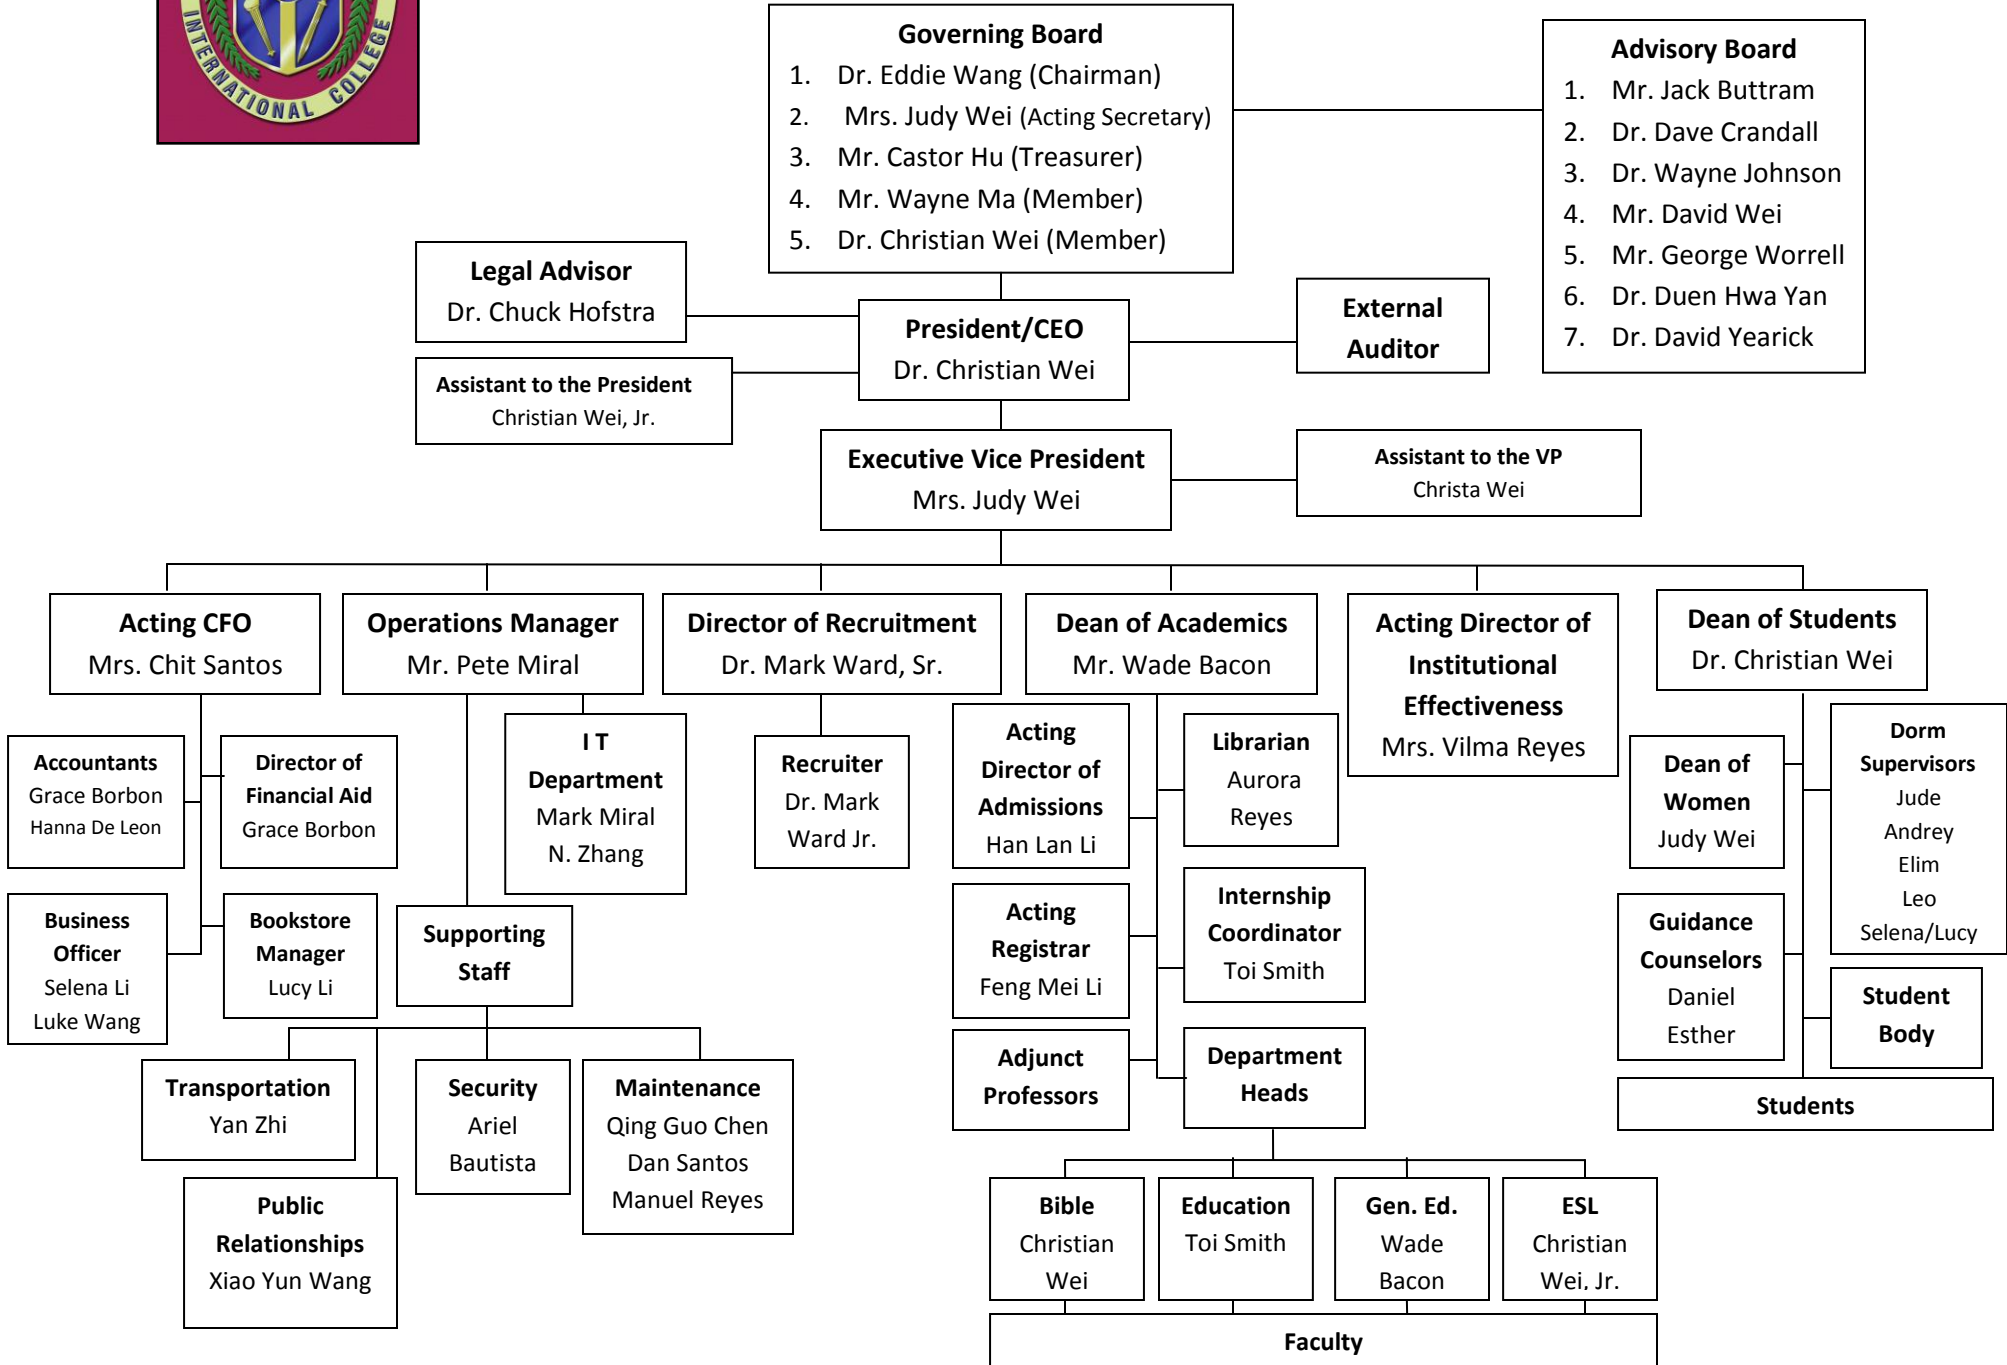 INTERNATIONAL COLLEGE
Governing Board
1. Dr. Eddie Wang (Chairman)
2. Mrs. Judy Wei (Acting Secretary)
3. Mr. Castor Hu (Treasurer)
4. Mr. Wayne Ma (Member)
5. Dr. Christian Wei (Member)
Advisory Board
1. Mr. Jack Buttram
2. Dr. Dave Crandall
3. Dr. Wayne Johnson
4. Mr. David Wei
5. Mr. George Worrell
6. Dr. Duen Hwa Yan
7. Dr. David Yearick
Legal Advisor
Dr. Chuck Hofstra
President/CEO
Dr. Christian Wei
External
Auditor
Assistant to the President
Christian Wei, Jr.
Executive Vice President
Mrs. Judy Wei
Assistant to the VP
Christa Wei
Acting CFO
Mrs. Chit Santos
Operations Manager
Mr. Pete Miral
Director of Recruitment
Dr. Mark Ward, Sr.
Dean of Academics
Mr. Wade Bacon
Acting Director of
Institutional
Effectiveness
Mrs. Vilma Reyes
Dean of Students
Dr. Christian Wei
Accountants
Grace Borbon
Hanna De Leon
Director of
Financial Aid
Grace Borbon
Business
Officer
Selena Li
Luke Wang
Bookstore
Manager
Lucy Li
I T
Department
Mark Miral
N. Zhang
Supporting
Staff
Transportation
Yan Zhi
Public
Relationships
Xiao Yun Wang
Security
Ariel
Bautista
Maintenance
Qing Guo Chen
Dan Santos
Manuel Reyes
Recruiter
Dr. Mark
Ward Jr.
Acting
Director of
Admissions
Han Lan Li
Librarian
Aurora
Reyes
Acting
Registrar
Feng Mei Li
Internship
Coordinator
Toi Smith
Adjunct
Professors
Department
Heads
Bible
Christian
Wei
Education
Toi Smith
Gen. Ed.
Wade
Bacon
ESL
Christian
Wei, Jr.
Faculty
Dean of
Women
Judy Wei
Dorm
Supervisors
Jude
Andrey
Elim
Leo
Selena/Lucy
Guidance
Counselors
Daniel
Esther
Student
Body
Students